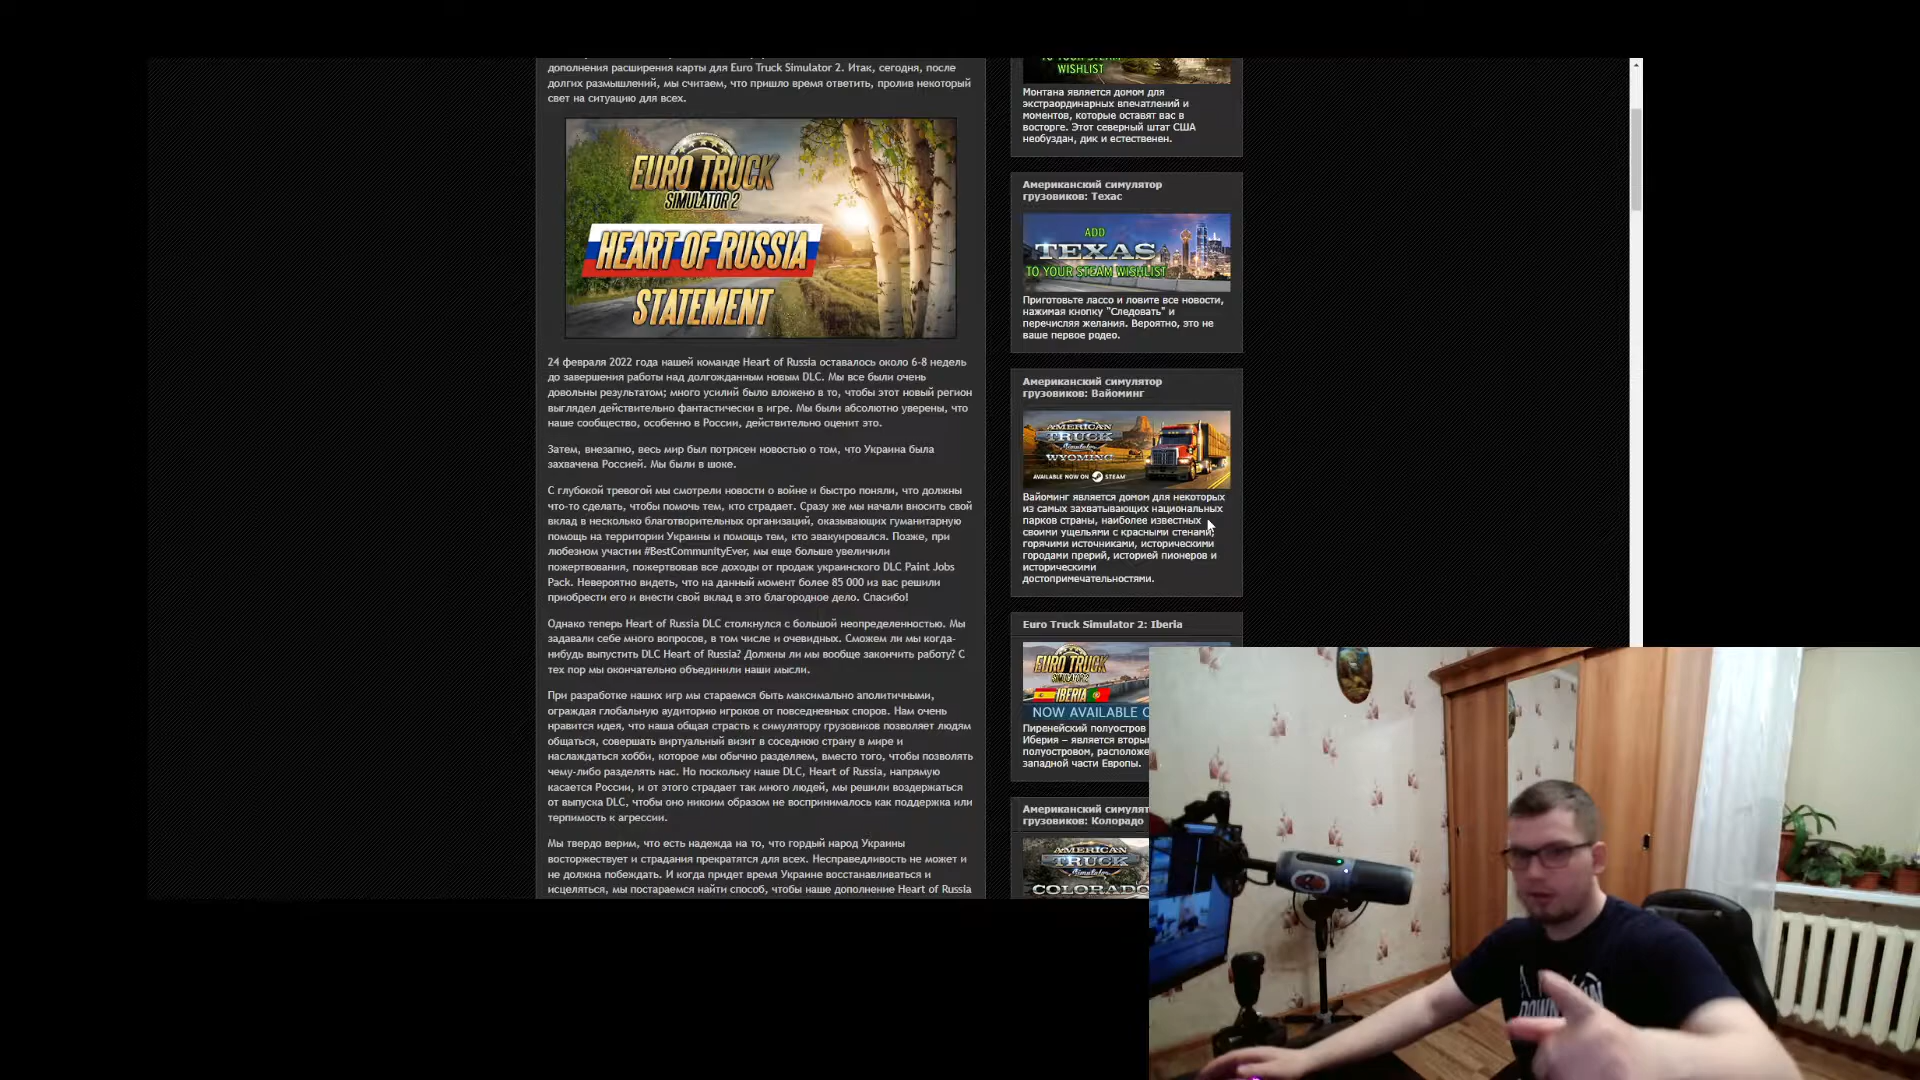 дополнения расширения карты для Euro Truck Simulator 2. Итак, сегодня, после
долгих размышлений, мы считаем, что пришло время ответить, пролив некоторый
свет на ситуацию для всех.
EURO TRUCK
SIMULATOR 2
HEART OF RUSSIA
STATEMENT
24 февраля 2022 года нашей команде Heart of Russia оставалось около 6-8 недель
до завершения работы над долгожданным новым DLC. Мы все были очень
довольны результатом; много усилий было вложено в то, чтобы этот новый регион
выглядел действительно фантастически в игре. Мы были абсолютно уверены, что
наше сообщество, особенно в России, действительно оценит это.
Затем, внезапно, весь мир был потрясен новостью о том, что Украина была
захвачена Россией. Мы были в шоке.
С глубокой тревогой мы смотрели новости о войне и быстро поняли, что должны
что-то сделать, чтобы помочь тем, кто страдает. Сразу же мы начали вносить свой
вклад в несколько благотворительных организаций, оказывающих гуманитарную
помощь на территории Украины и помощь тем, кто эвакуировался. Позже, при
любезном участии #BestCommunityEver, мы еще больше увеличили
пожертвования, пожертвовав все доходы от продаж украинского DLC Paint Jobs
Pack. Невероятно видеть, что на данный момент более 85 000 из вас решили
приобрести его и внести свой вклад в это благородное дело. Спасибо!
Однако теперь Heart of Russia DLC столкнулся с большой неопределенностью. Мы
задавали себе много вопросов, в том числе и очевидных. Сможем ли мы когда-
нибудь выпустить DLC Heart of Russia? Должны ли мы вообще закончить работу? С
тех пор мы окончательно объединили наши мысли.
При разработке наших игр мы стараемся быть максимально аполитичными,
ограждая глобальную аудиторию игроков от повседневных споров. Нам очень
нравится идея, что наша общая страсть к симулятору грузовиков позволяет людям
общаться, совершать виртуальный визит в соседнюю страну в мире и
наслаждаться хобби, которое мы обычно разделяем, вместо того, чтобы позволять
чему-либо разделять нас. Но поскольку наше DLC, Heart of Russia, напрямую
касается России, и от этого страдает так много людей, мы решили воздержаться
от выпуска DLC, чтобы оно никоим образом не воспринималось как поддержка или
терпимость к агрессии.
Мы твердо верим, что есть надежда на то, что гордый народ Украины
восторжествует и страдания прекратятся для всех. Несправедливость не может и
не должна побеждать. И когда придет время Украине восстанавливаться и
исцеляться, мы постараемся найти способ, чтобы наше дополнение Heart of Russia
TO YOUR STEAM
WISHLIST
Монтана является домом для
экстраординарных впечатлений и
моментов, которые оставят вас в
восторге. Этот северный штат США
необуздан, дик и естественен.
Американский симулятор
грузовиков: Техас
ADD
TEXAS
TO YOUR STEAM WISHLIST
Приготовьте лассо и ловите все новости,
нажимая кнопку "Следовать" и
перечисляя желания. Вероятно, это не
ваше первое родео.
Американский симулятор
грузовиков: Вайоминг
AMERICAN
TRUCK
Simulator
WYOMING
AVAILABLE NOW ON STEAM
Вайоминг является домом для некоторых
из самых захватывающих национальных
парков страны, наиболее известных
своими ущельями с красными стенами,
горячими источниками, историческими
городами прерий, историей пионеров и
историческими
достопримечательностями.
Euro Truck Simulator 2: Iberia
EURO TRUCK
SIMULATOR 2
IBERIA
NOW AVAILABLE
Пиренейский полуостров
Иберия – является вторым
полуостровом, расположе
западной части Европы.
Американский симулят
грузовиков: Колорадо
AMERICAN
TRUCK
Simulator
COLORADO